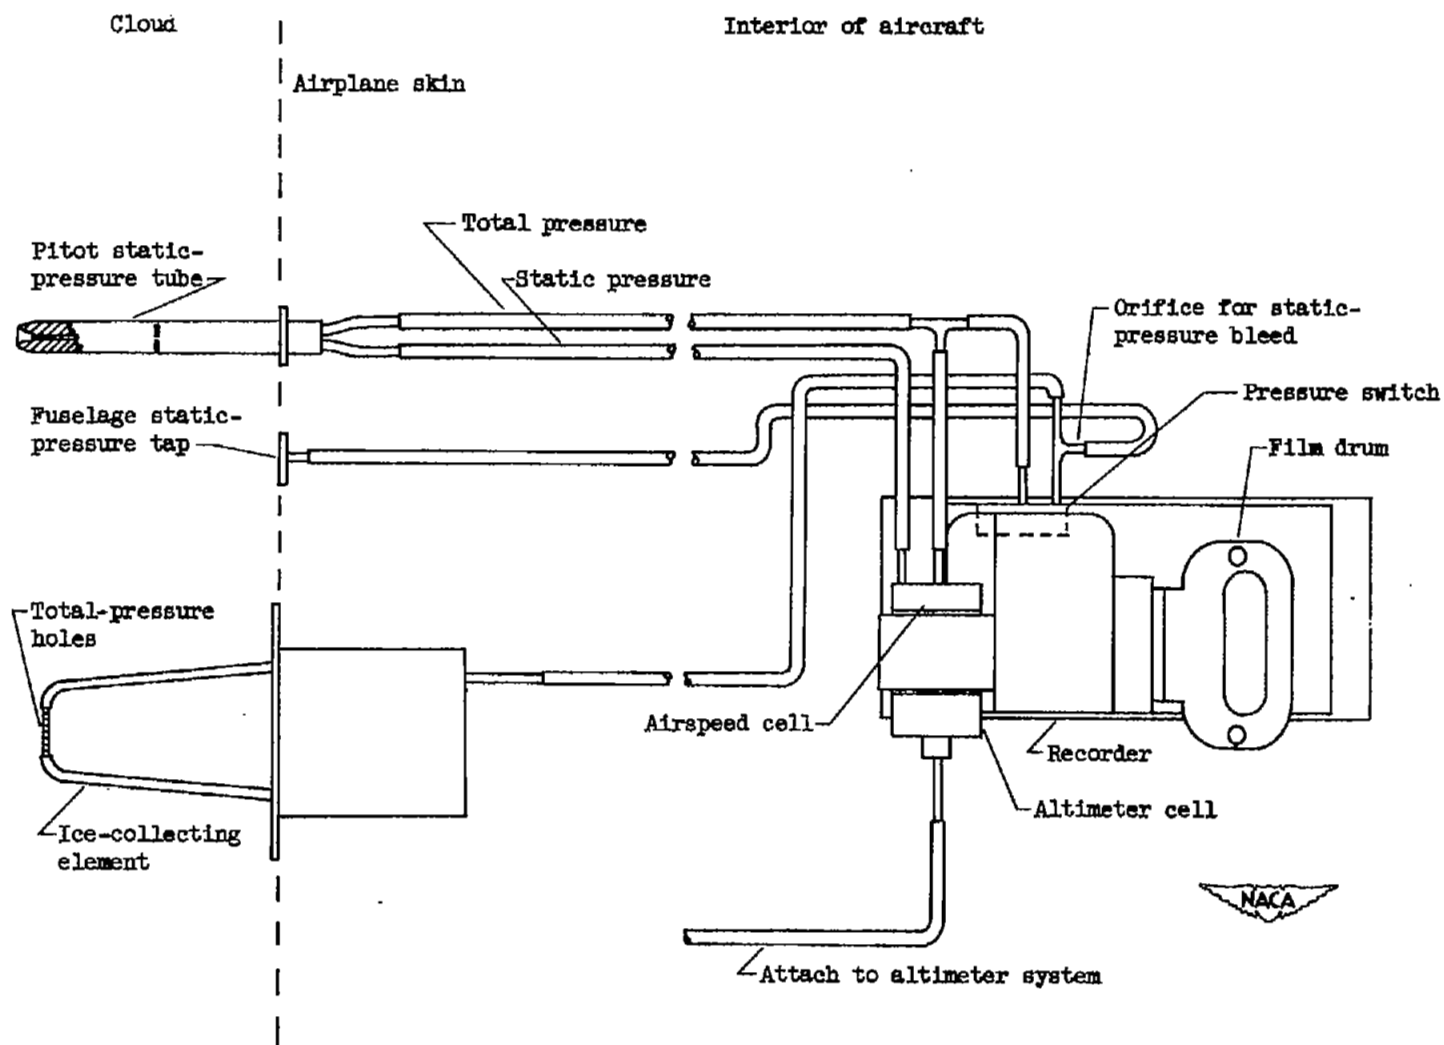 Cloud
Interior of aircraft
Airplane skin
Total pressure
Pitot static-
pressure tube
Static pressure
Orifice for static-
pressure bleed
Pressure switch
Fuselage static-
pressure tap
Film drum
Total-pressure
holes
Airspeed cell
Recorder
Altimeter cell
Ice-collecting
element
NACA
Attach to altimeter system